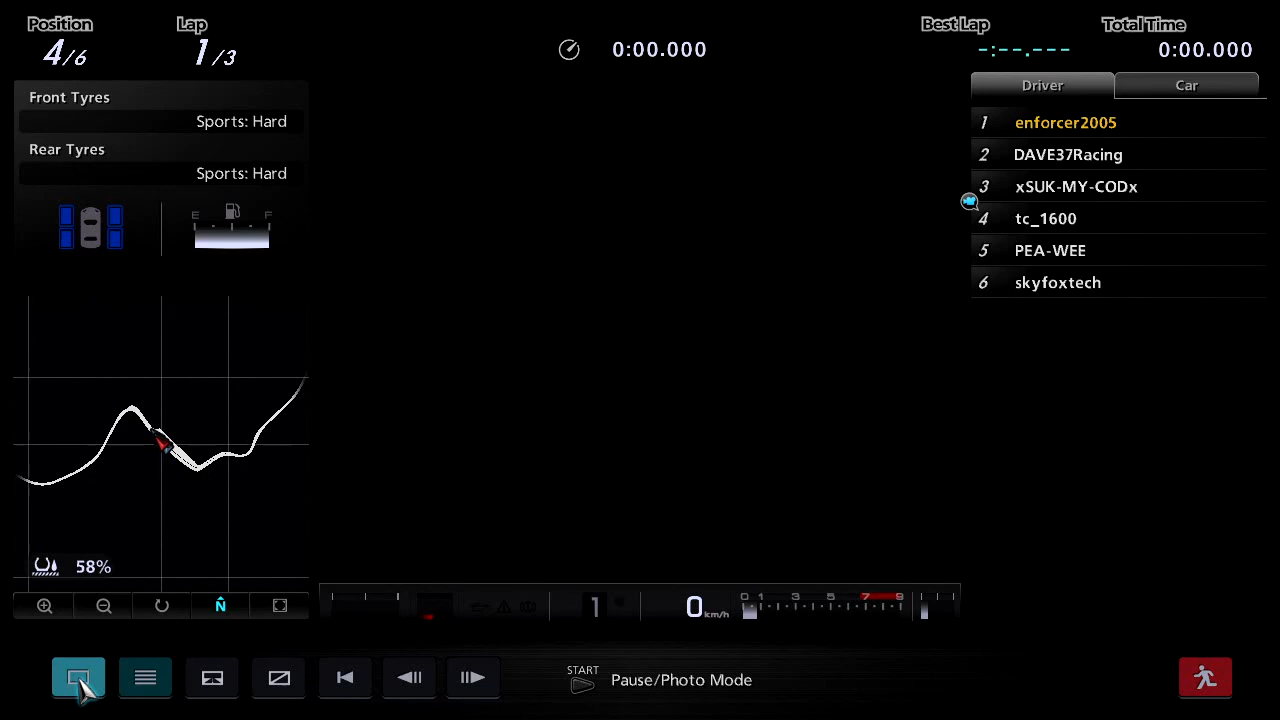 Position
4/6
Lap
1/3
0:00.000
Best Lap
-:--.---
Total Time
0:00.000
Front Tyres
Sports: Hard
Rear Tyres
Sports: Hard
E F
Driver
Car
1 enforcer2005
2 DAVE37Racing
3 xSUK-MY-CODx
4 tc_1600
5 PEA-WEE
6 skyfoxtech
58%
N
1
0 km/h
0 1 3 5 7 9
START
Pause/Photo Mode